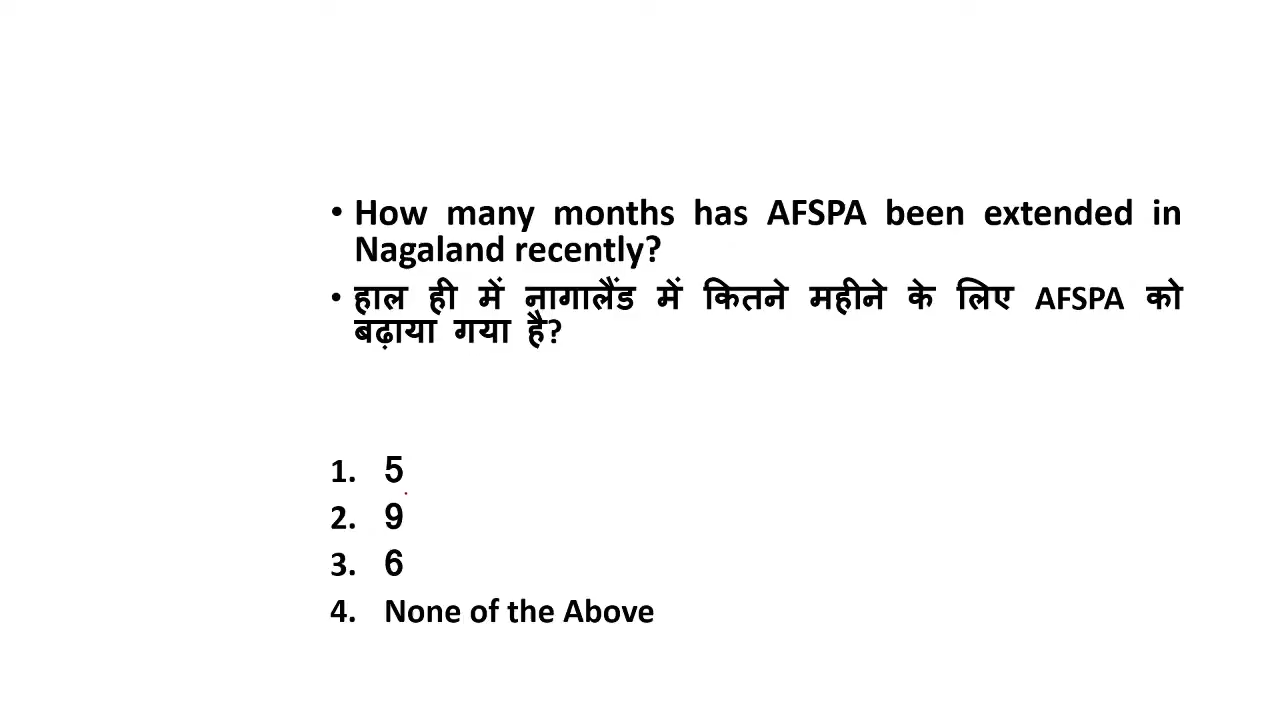 • How many months has AFSPA been extended in
Nagaland recently?
• हाल ही में नागालैंड में कितने महीने के लिए AFSPA को
बढ़ाया गया है?
1. 5
2. 9
3. 6
4. None of the Above